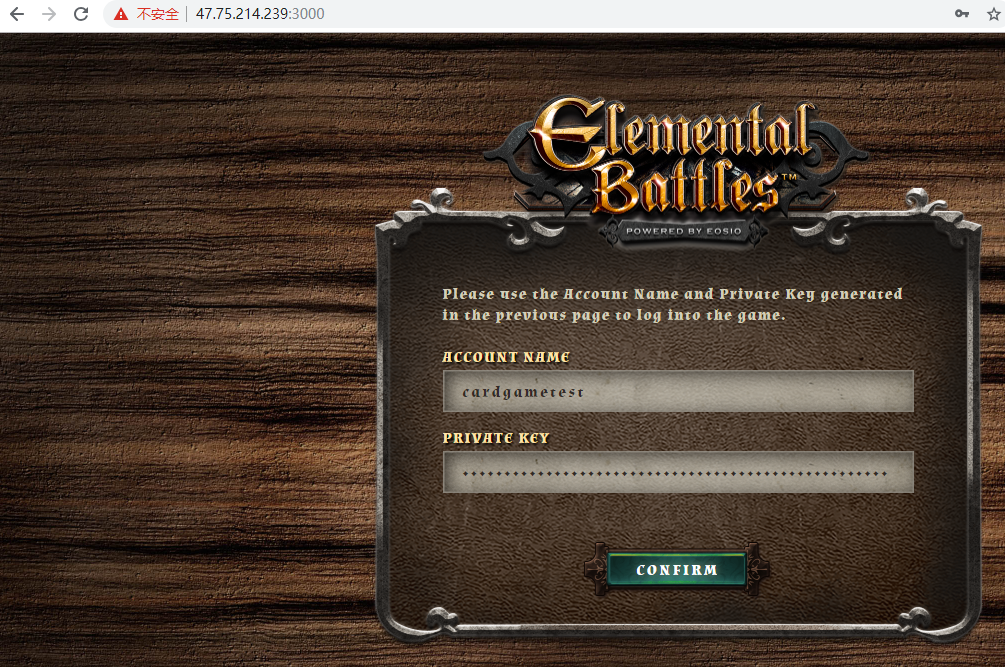 不安全 47.75.214.239:3000
Elemental
Battles™
POWERED BY EOSIO
Please use the Account Name and Private Key generated
in the previous page to log into the game.
ACCOUNT NAME
cardgametest
PRIVATE KEY
CONFIRM